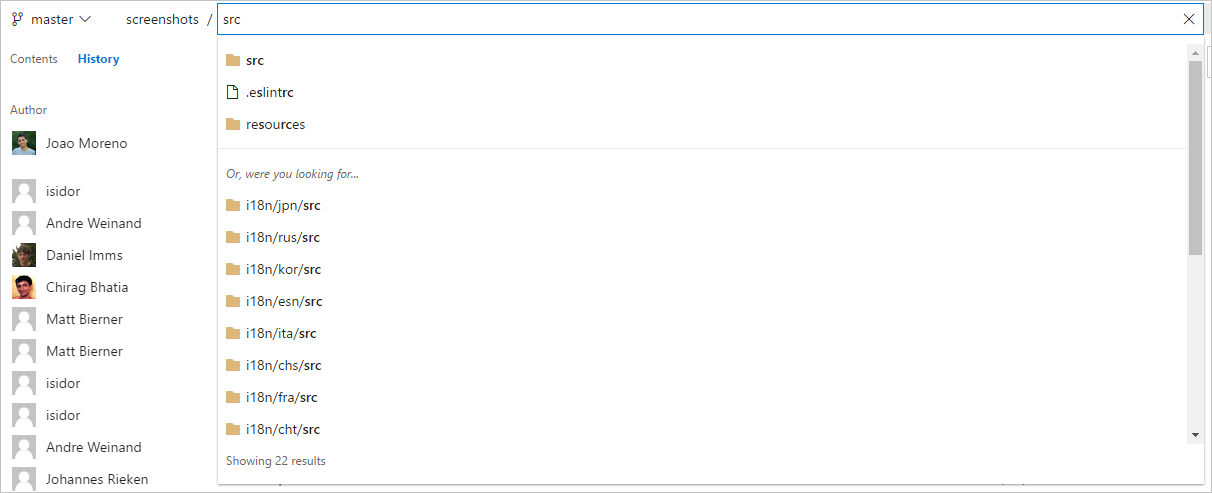 master screenshots / src
Contents History
Author
Joao Moreno
isidor
Andre Weinand
Daniel Imms
Chirag Bhatia
Matt Bierner
Matt Bierner
isidor
isidor
Andre Weinand
Johannes Rieken
src
.eslintrc
resources
Or, were you looking for...
i18n/jpn/src
i18n/rus/src
i18n/kor/src
i18n/esn/src
i18n/ita/src
i18n/chs/src
i18n/fra/src
i18n/cht/src
Showing 22 results